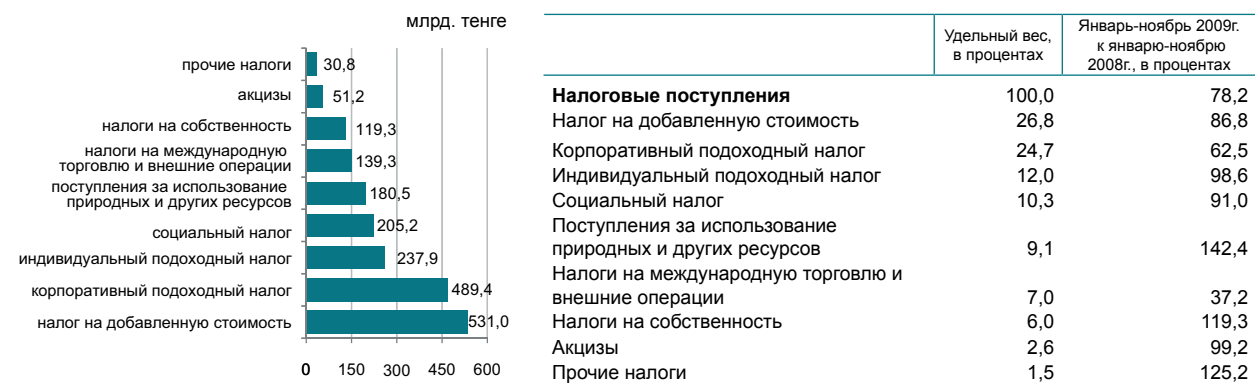 млрд. тенге
прочие налоги 30,8
акцизы 51,2
налоги на собственность 119,3
налоги на международную
торговлю и внешние операции 139,3
поступления за использование
природных и других ресурсов 180,5
социальный налог 205,2
индивидуальный подоходный налог 237,9
корпоративный подоходный налог 489,4
налог на добавленную стоимость 531,0
0 150 300 450 600
Удельный вес,
в процентах
Январь-ноябрь 2009г.
к январю-ноябрю
2008г., в процентах
Налоговые поступления 100,0 78,2
Налог на добавленную стоимость 26,8 86,8
Корпоративный подоходный налог 24,7 62,5
Индивидуальный подоходный налог 12,0 98,6
Социальный налог 10,3 91,0
Поступления за использование
природных и других ресурсов 9,1 142,4
Налоги на международную торговлю и
внешние операции 7,0 37,2
Налоги на собственность 6,0 119,3
Акцизы 2,6 99,2
Прочие налоги 1,5 125,2